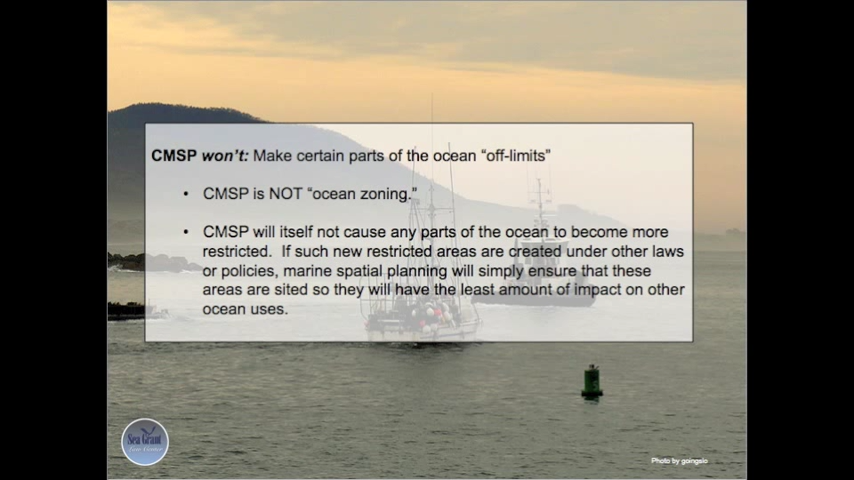 CMSP won't: Make certain parts of the ocean “off-limits”
• CMSP is NOT “ocean zoning.”
• CMSP will itself not cause any parts of the ocean to become more
restricted. If such new restricted areas are created under other laws
or policies, marine spatial planning will simply ensure that these
areas are sited so they will have the least amount of impact on other
ocean uses.
Sea Grant
Law Center
Photo by goingslo